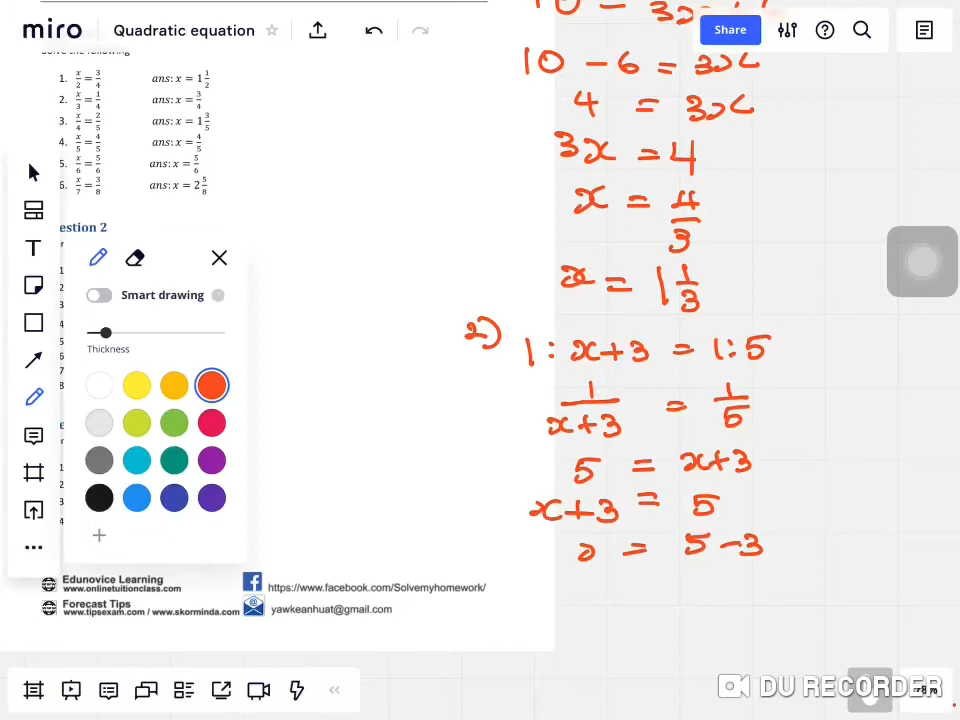 miro
Quadratic equation
Share
1. x/2 = 3/4 ans: x = 1 1/2
2. x/3 = 1/4 ans: x = 3/4
3. x/4 = 2/5 ans: x = 1 3/5
4. x/5 = 4/5 ans: x = 4/5
5. x/6 = 5/6 ans: x = 5/6
6. x/7 = 3/8 ans: x = 2 5/8
estion 2
Smart drawing
Thickness
10 - 6 = 3x
4 = 3x
3x = 4
x = 4/3
x = 1 1/3
2)
1 : x+3 = 1:5
1/(x+3) = 1/5
5 = x+3
x+3 = 5
= 5-3
Edunovice Learning
www.onlinetuitionclass.com
Forecast Tips
www.tipsexam.com / www.skorminda.com
https://www.facebook.com/Solvemyhomework/
yawkeanhuat@gmail.com
DU RECORDER